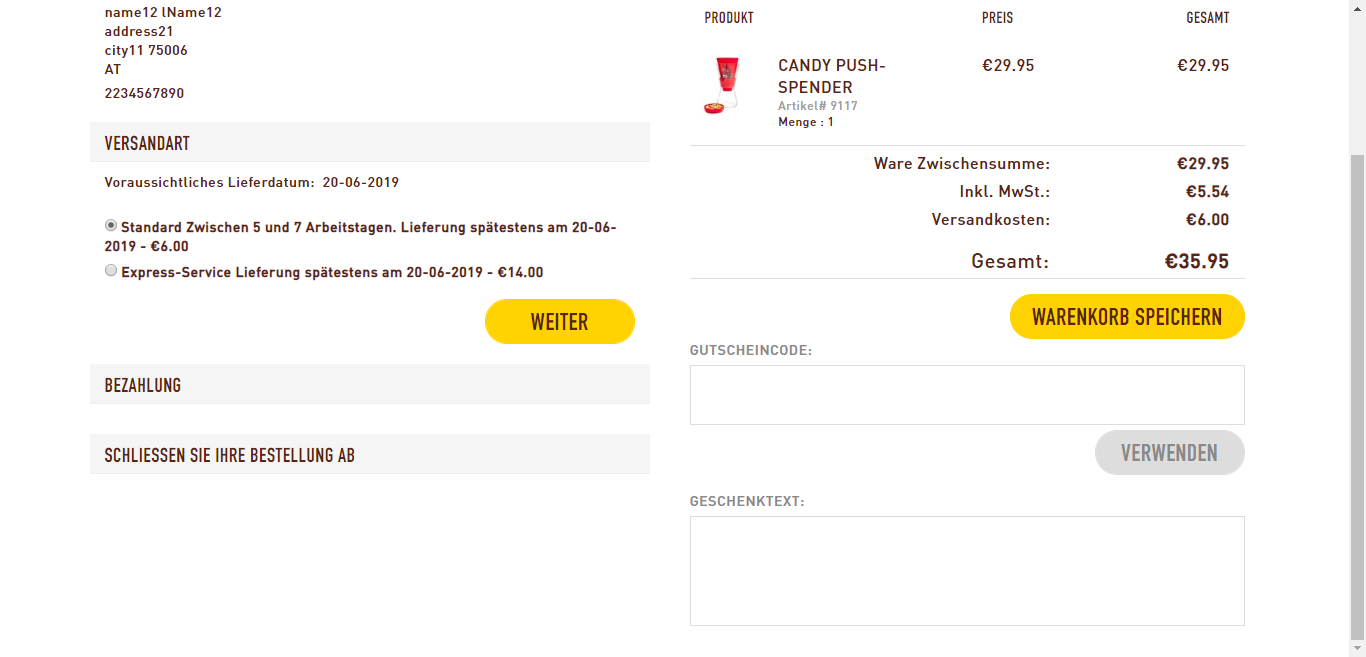 name12 lName12
address21
city11 75006
AT
2234567890
VERSANDART
Voraussichtliches Lieferdatum: 20-06-2019
Standard Zwischen 5 und 7 Arbeitstagen. Lieferung spätestens am 20-06-
2019 - €6.00
Express-Service Lieferung spätestens am 20-06-2019 - €14.00
WEITER
BEZAHLUNG
SCHLIESSEN SIE IHRE BESTELLUNG AB
PRODUKT PREIS GESAMT
CANDY PUSH- €29.95 €29.95
SPENDER
Artikel# 9117
Menge : 1
Ware Zwischensumme: €29.95
Inkl. MwSt.: €5.54
Versandkosten: €6.00
Gesamt: €35.95
WARENKORB SPEICHERN
GUTSCHEINCODE:
VERWENDEN
GESCHENKTEXT: